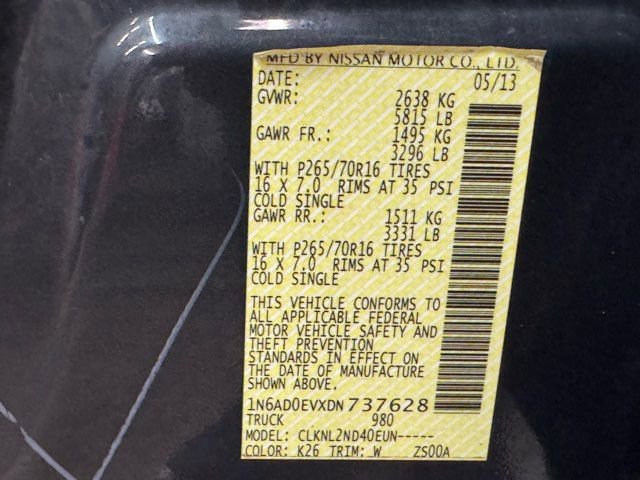 MFD BY NISSAN MOTOR CO., LTD.
DATE: 05/13
GVWR: 2638 KG
5815 LB
GAWR FR.: 1495 KG
3296 LB
WITH P265/70R16 TIRES
16 X 7.0 RIMS AT 35 PSI
COLD SINGLE
GAWR RR.: 1511 KG
3331 LB
WITH P265/70R16 TIRES
16 X 7.0 RIMS AT 35 PSI
COLD SINGLE
THIS VEHICLE CONFORMS TO
ALL APPLICABLE FEDERAL
MOTOR VEHICLE SAFETY AND
THEFT PREVENTION
STANDARDS IN EFFECT ON
THE DATE OF MANUFACTURE
SHOWN ABOVE.
1N6AD0EVXDN737628
TRUCK 980
MODEL: CLKNL2ND40EUN-----
COLOR: K26 TRIM: W ZS00A